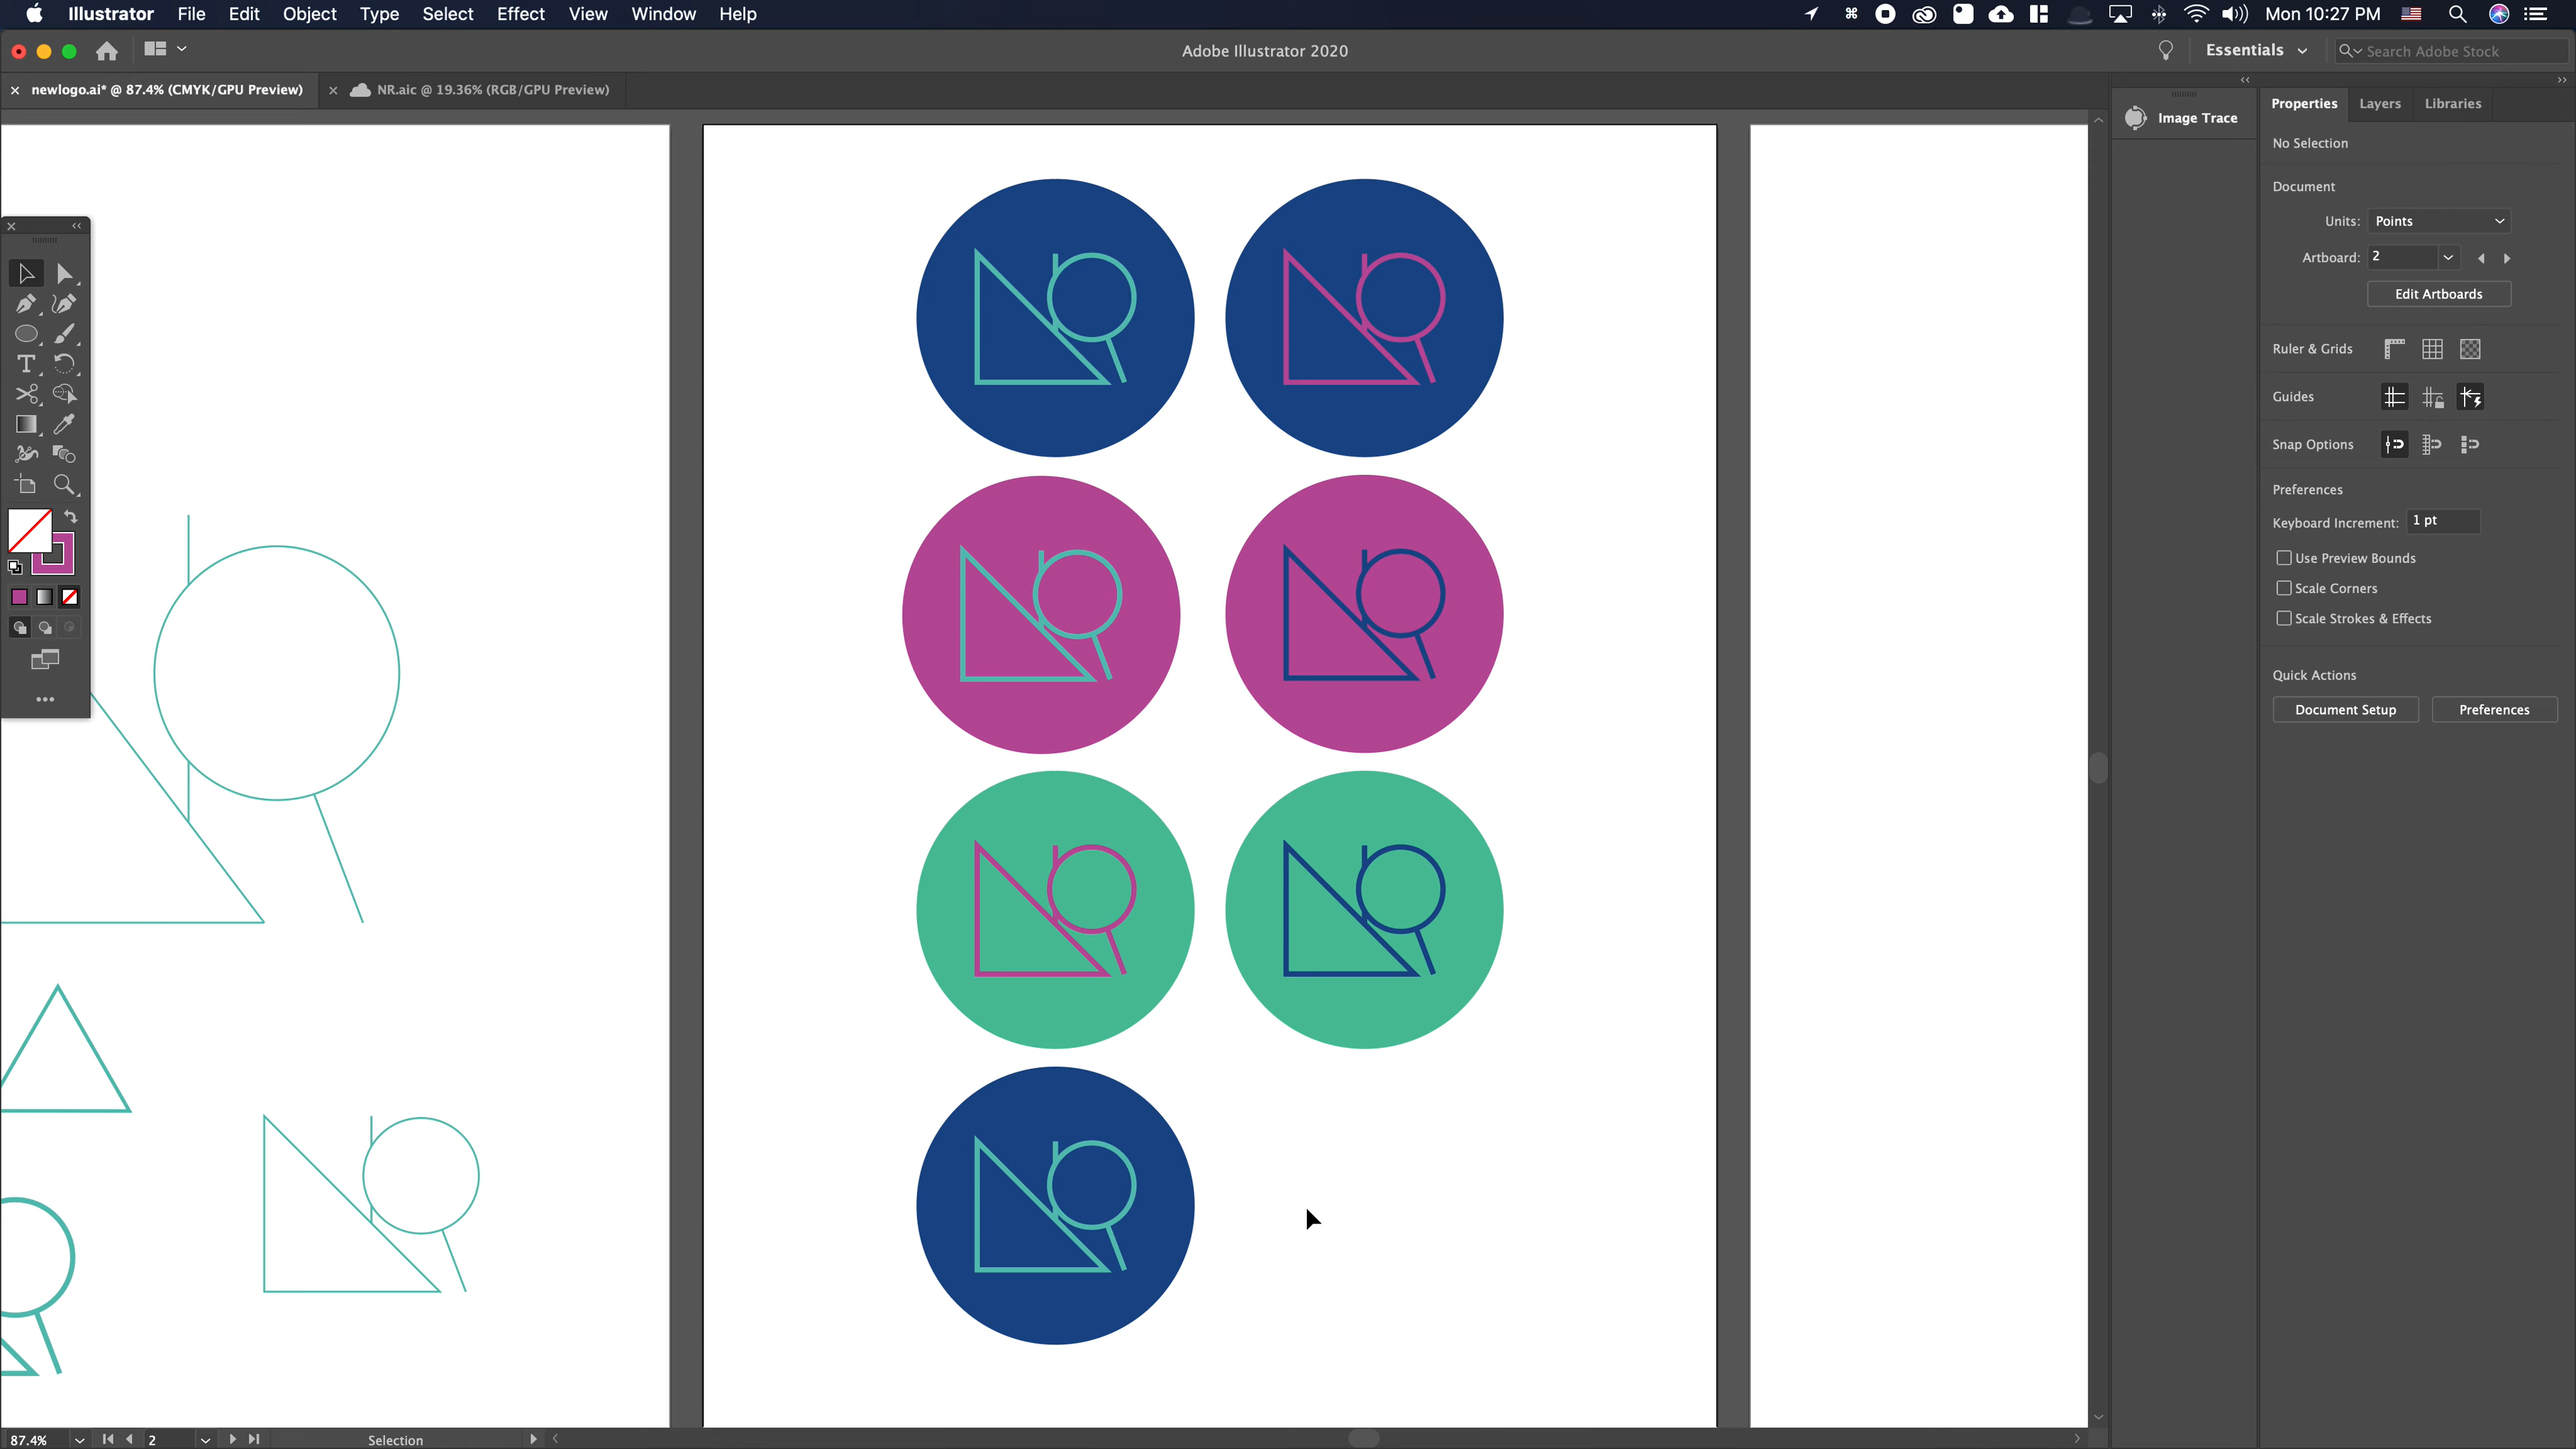 Illustrator File Edit Object Type Select Effect View Window Help Mon 10:27 PM
Adobe Illustrator 2020 Essentials Search Adobe Stock
newlogo.ai* @ 87.4% (CMYK/GPU Preview) NR.aic @ 19.36% (RGB/GPU Preview)
Image Trace
Properties Layers Libraries
No Selection
Document
Units: Points
Artboard: 2
Edit Artboards
Ruler & Grids
Guides
Snap Options
Preferences
Keyboard Increment: 1 pt
Use Preview Bounds
Scale Corners
Scale Strokes & Effects
Quick Actions
Document Setup Preferences
87.4% 2 Selection